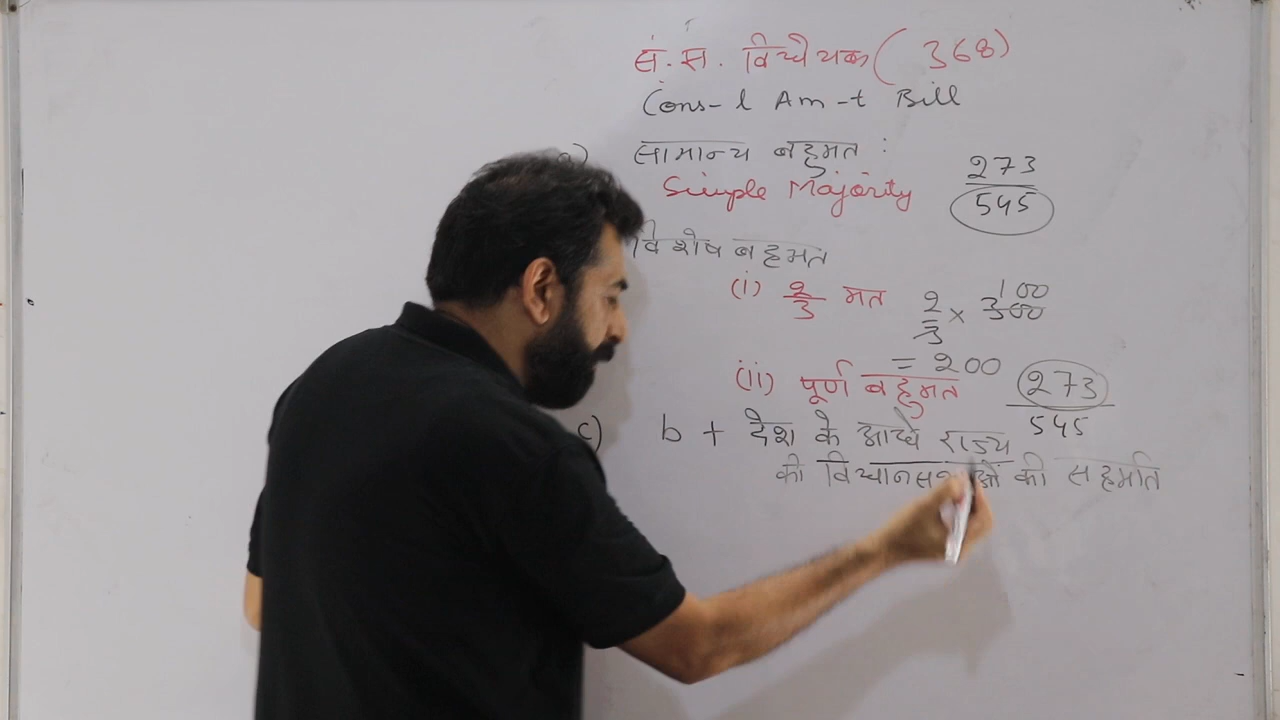 सं. सं. विधेयक ( 368)
Cons-l Am-t Bill
a) सामान्य बहुमत :
Simple Majority
273
545
विशेष बहुमत
(i) 2/3 मत
2/3 × 300 100
= 200
(ii) पूर्ण बहुमत
273
545
c) b + देश के आधे राज्य
की विधानसभाओं की सहमति